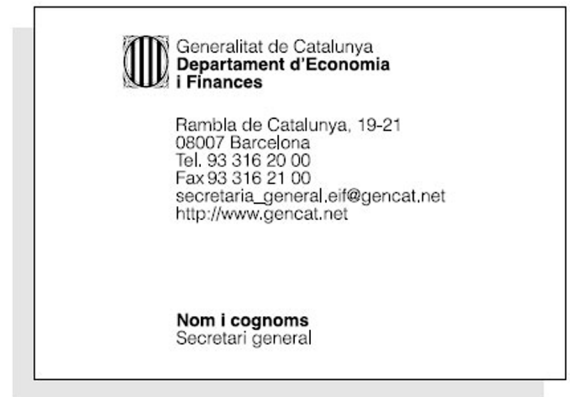 Generalitat de Catalunya
Departament d'Economia
i Finances
Rambla de Catalunya, 19-21
08007 Barcelona
Tel. 93 316 20 00
Fax 93 316 21 00
secretaria_general.eif@gencat.net
http://www.gencat.net
Nom i cognoms
Secretari general